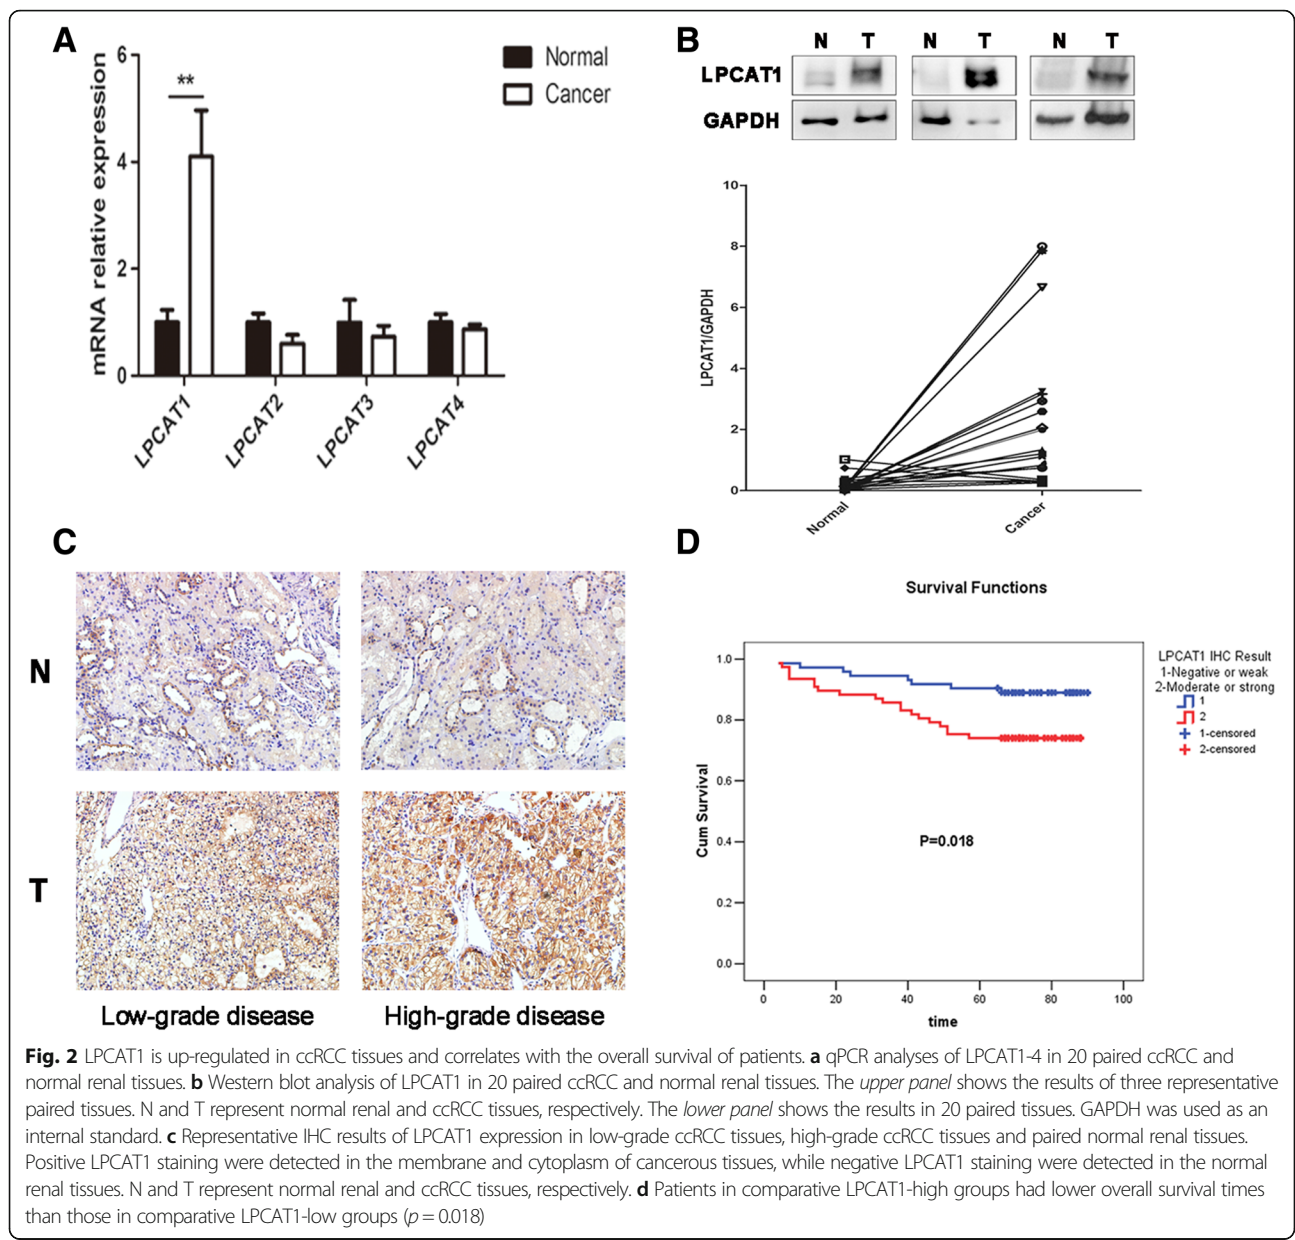 A
6
4
2
0
mRNA relative expression
**
Normal
Cancer
LPCAT1
LPCAT2
LPCAT3
LPCAT4
B
N T N T N T
LPCAT1
GAPDH
10
8
6
4
2
0
LPCAT1/GAPDH
Normal
Cancer
C
N
T
Low-grade disease
High-grade disease
D
Survival Functions
1.0
0.8
0.6
0.4
0.2
0.0
Cum Survival
P=0.018
0 20 40 60 80 100
time
LPCAT1 IHC Result
1-Negative or weak
2-Moderate or strong
1
2
1-censored
2-censored
Fig. 2 LPCAT1 is up-regulated in ccRCC tissues and correlates with the overall survival of patients. a qPCR analyses of LPCAT1-4 in 20 paired ccRCC and
normal renal tissues. b Western blot analysis of LPCAT1 in 20 paired ccRCC and normal renal tissues. The upper panel shows the results of three representative
paired tissues. N and T represent normal renal and ccRCC tissues, respectively. The lower panel shows the results in 20 paired tissues. GAPDH was used as an
internal standard. c Representative IHC results of LPCAT1 expression in low-grade ccRCC tissues, high-grade ccRCC tissues and paired normal renal tissues.
Positive LPCAT1 staining were detected in the membrane and cytoplasm of cancerous tissues, while negative LPCAT1 staining were detected in the normal
renal tissues. N and T represent normal renal and ccRCC tissues, respectively. d Patients in comparative LPCAT1-high groups had lower overall survival times
than those in comparative LPCAT1-low groups (p = 0.018)